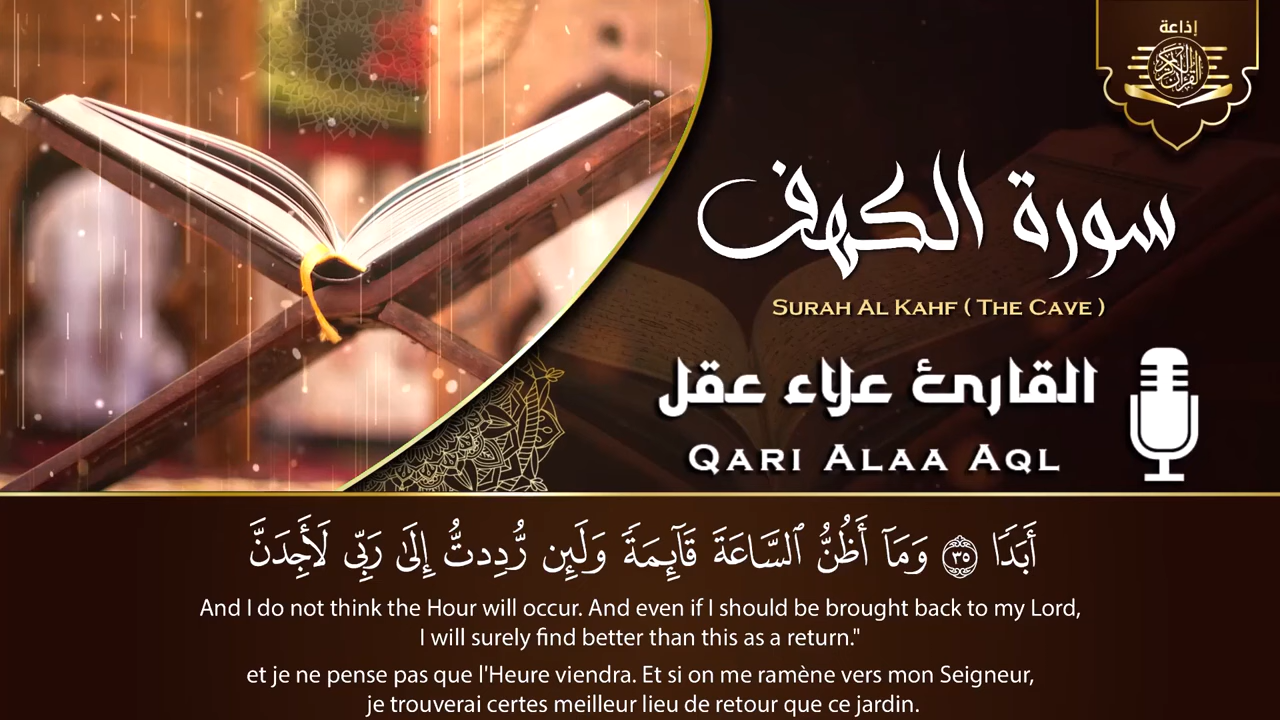 إذاعة
القرآن الكريم
سورة الكهف
SURAH AL KAHF ( THE CAVE )
القارئ علاء عقل
QARI ALAA AQL
أَبَدًا ٣٥ وَمَآ أَظُنُّ ٱلسَّاعَةَ قَآئِمَةً وَلَئِن رُّدِدتُّ إِلَىٰ رَبِّى لَأَجِدَنَّ
And I do not think the Hour will occur. And even if I should be brought back to my Lord,
I will surely find better than this as a return."
et je ne pense pas que l'Heure viendra. Et si on me ramène vers mon Seigneur,
je trouverai certes meilleur lieu de retour que ce jardin.